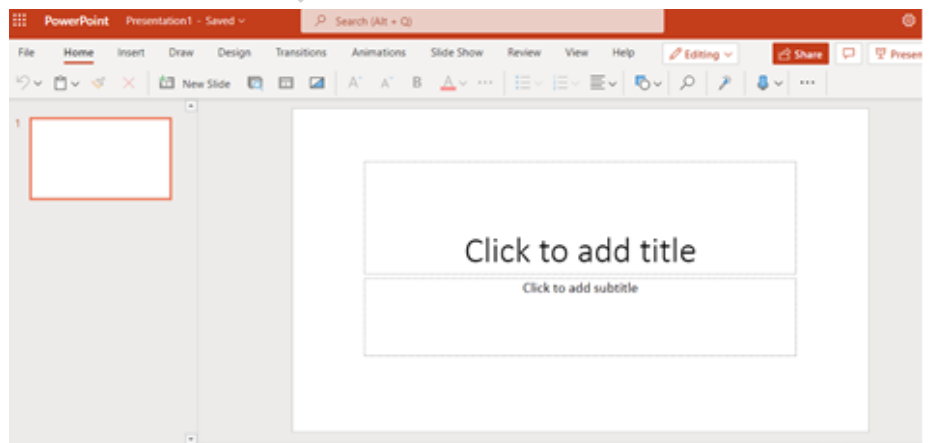 PowerPoint Presentation1 - Saved Search (Alt + Q)
File Home Insert Draw Design Transitions Animations Slide Show Review View Help Editing Share Presen
New Slide A A B A
1
Click to add title
Click to add subtitle